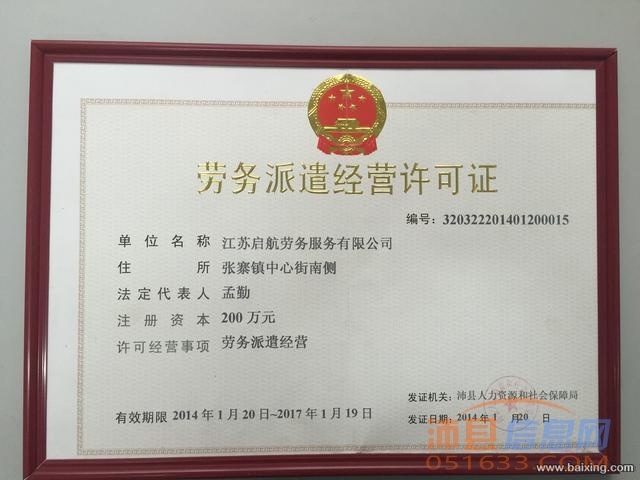 劳务派遣经营许可证
编号：320322201401200015
单位名称 江苏启航劳务服务有限公司
住所 张寨镇中心街南侧
法定代表人 孟勤
注册资本 200万元
许可经营事项 劳务派遣经营
发证机关：沛县人力资源和社会保障局
有效期限 2014年1月20日~2017年1月19日
发证日期：2014年1月20日
沛县信息网
051633.COM
www.baixing.com